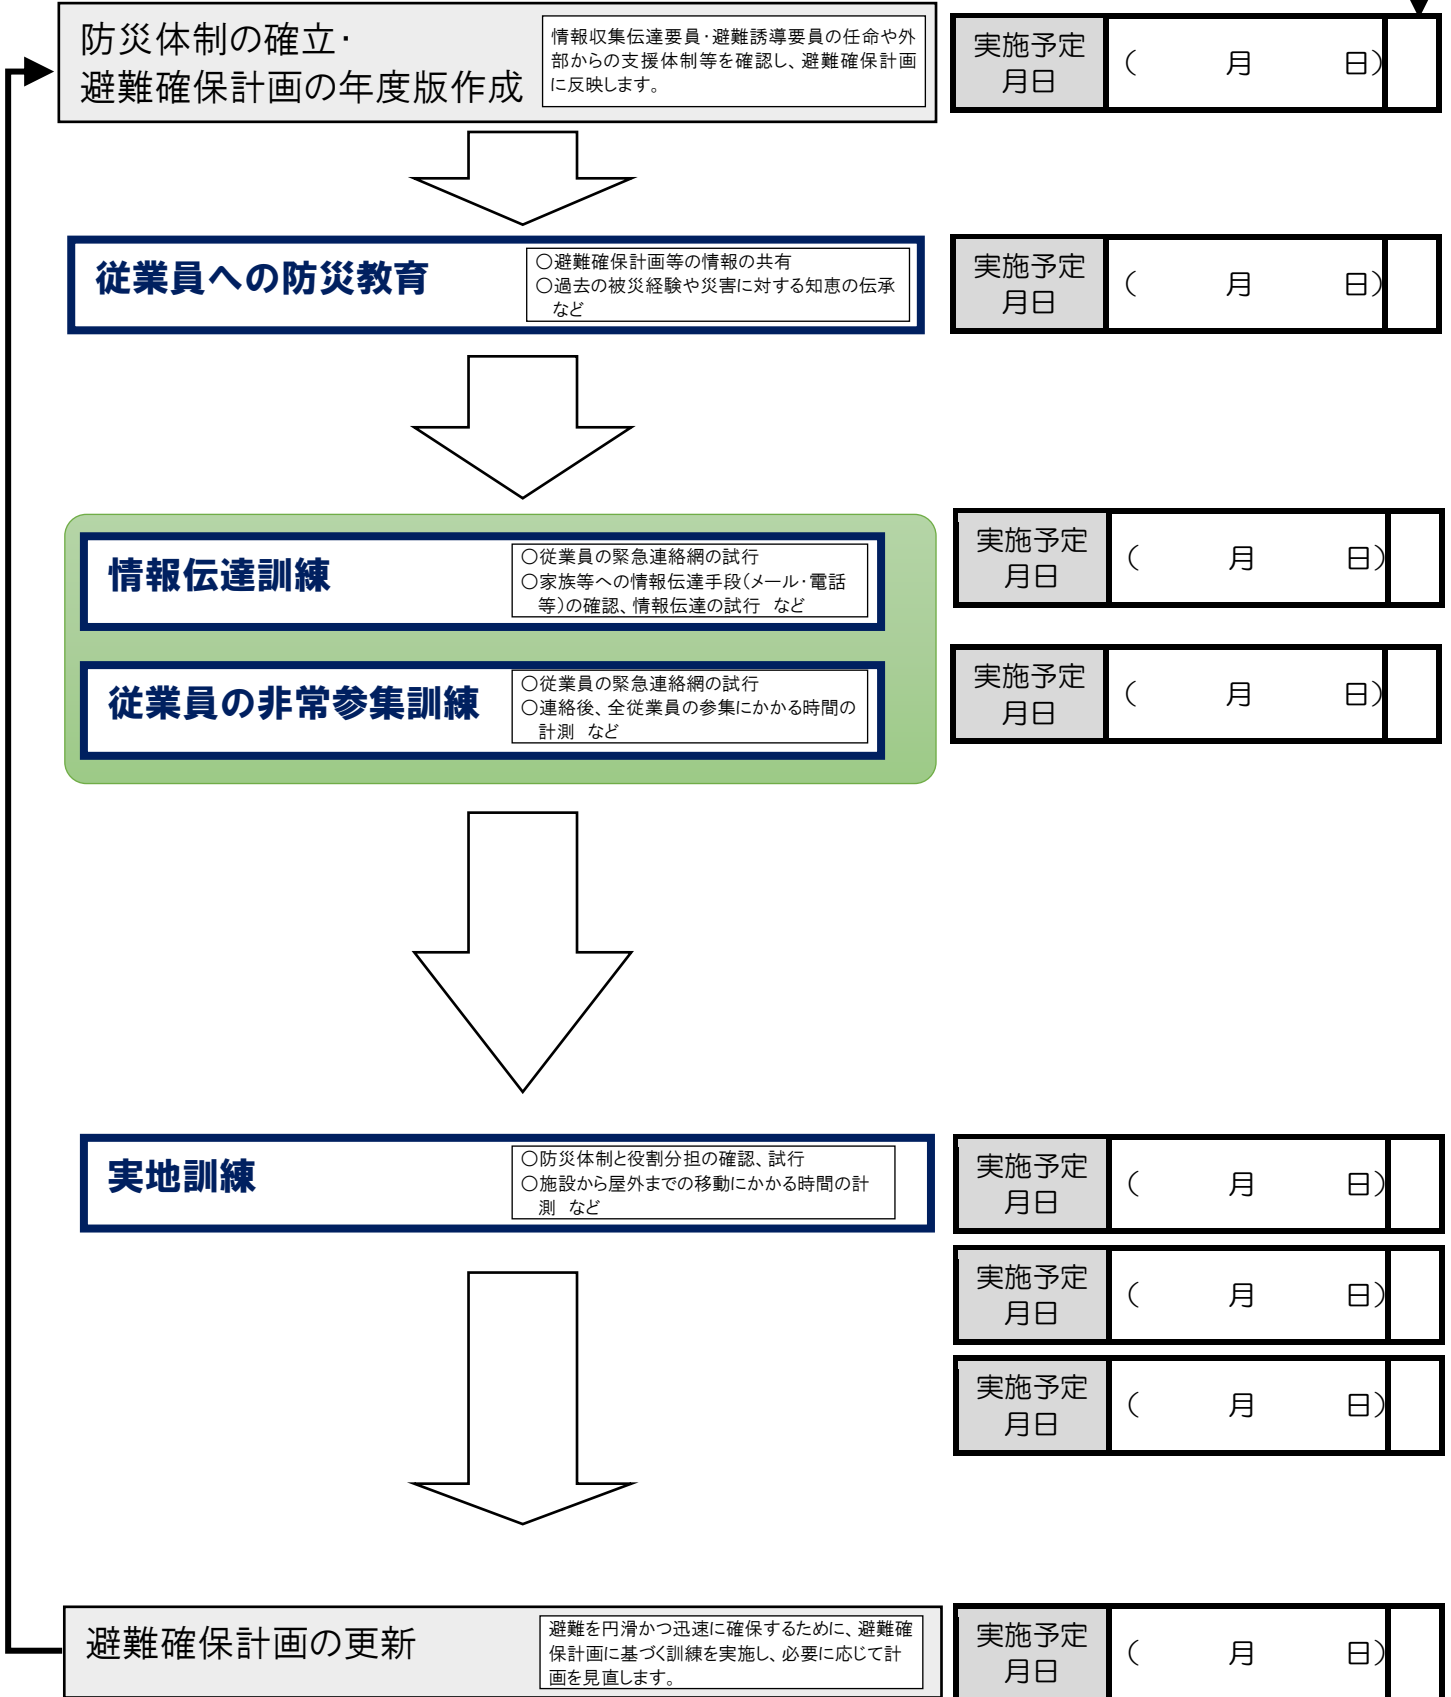 防災体制の確立・
避難確保計画の年度版作成
情報収集伝達要員・避難誘導要員の任命や外
部からの支援体制等を確認し、避難確保計画
に反映します。
実施予定
月日
（　　月　　日）
従業員への防災教育
○避難確保計画等の情報の共有
○過去の被災経験や災害に対する知恵の伝承
など
実施予定
月日
（　　月　　日）
情報伝達訓練
○従業員の緊急連絡網の試行
○家族等への情報伝達手段（メール・電話
等）の確認、情報伝達の試行　など
実施予定
月日
（　　月　　日）
従業員の非常参集訓練
○従業員の緊急連絡網の試行
○連絡後、全従業員の参集にかかる時間の
計測　など
実施予定
月日
（　　月　　日）
実地訓練
○防災体制と役割分担の確認、試行
○施設から屋外までの移動にかかる時間の計
測　など
実施予定
月日
（　　月　　日）
実施予定
月日
（　　月　　日）
実施予定
月日
（　　月　　日）
避難確保計画の更新
避難を円滑かつ迅速に確保するために、避難確
保計画に基づく訓練を実施し、必要に応じて計
画を見直します。
実施予定
月日
（　　月　　日）